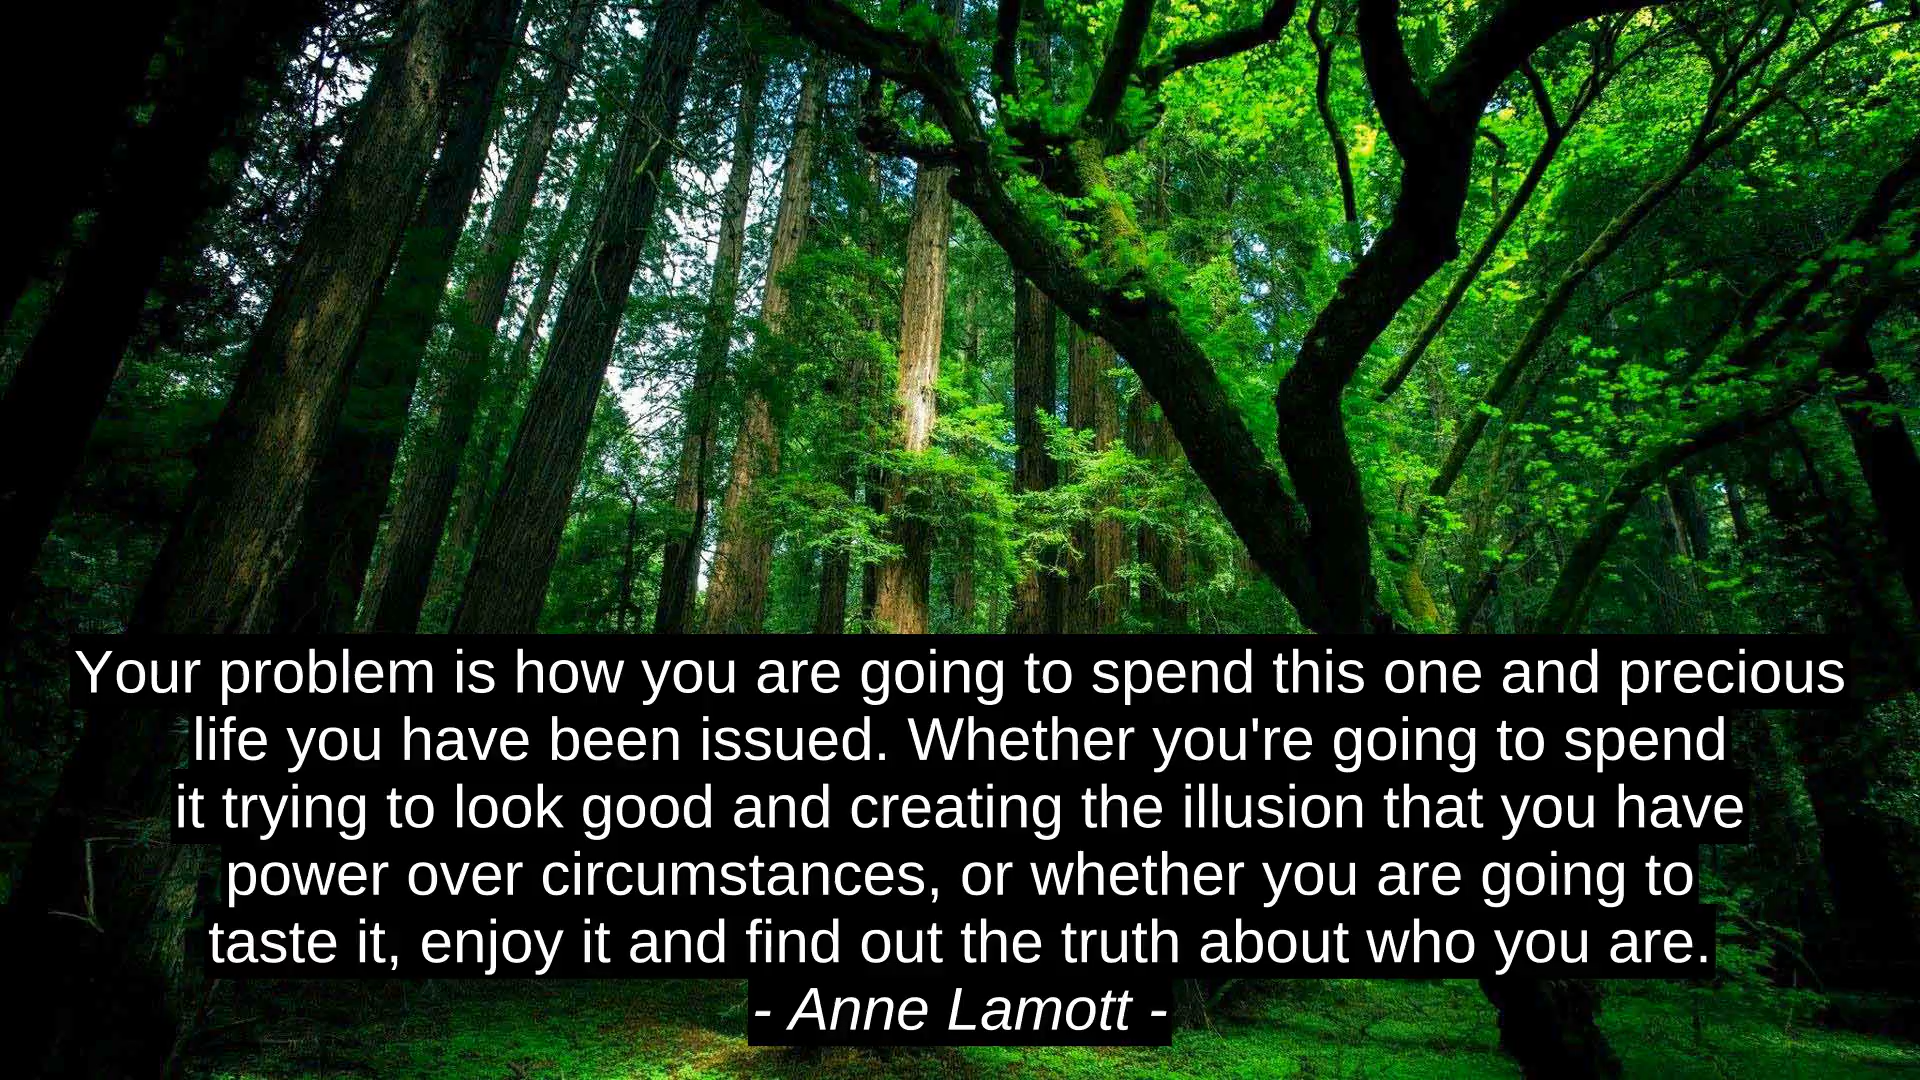 Your problem is how you are going to spend this one and precious
life you have been issued. Whether you're going to spend
it trying to look good and creating the illusion that you have
power over circumstances, or whether you are going to
taste it, enjoy it and find out the truth about who you are.
- Anne Lamott -